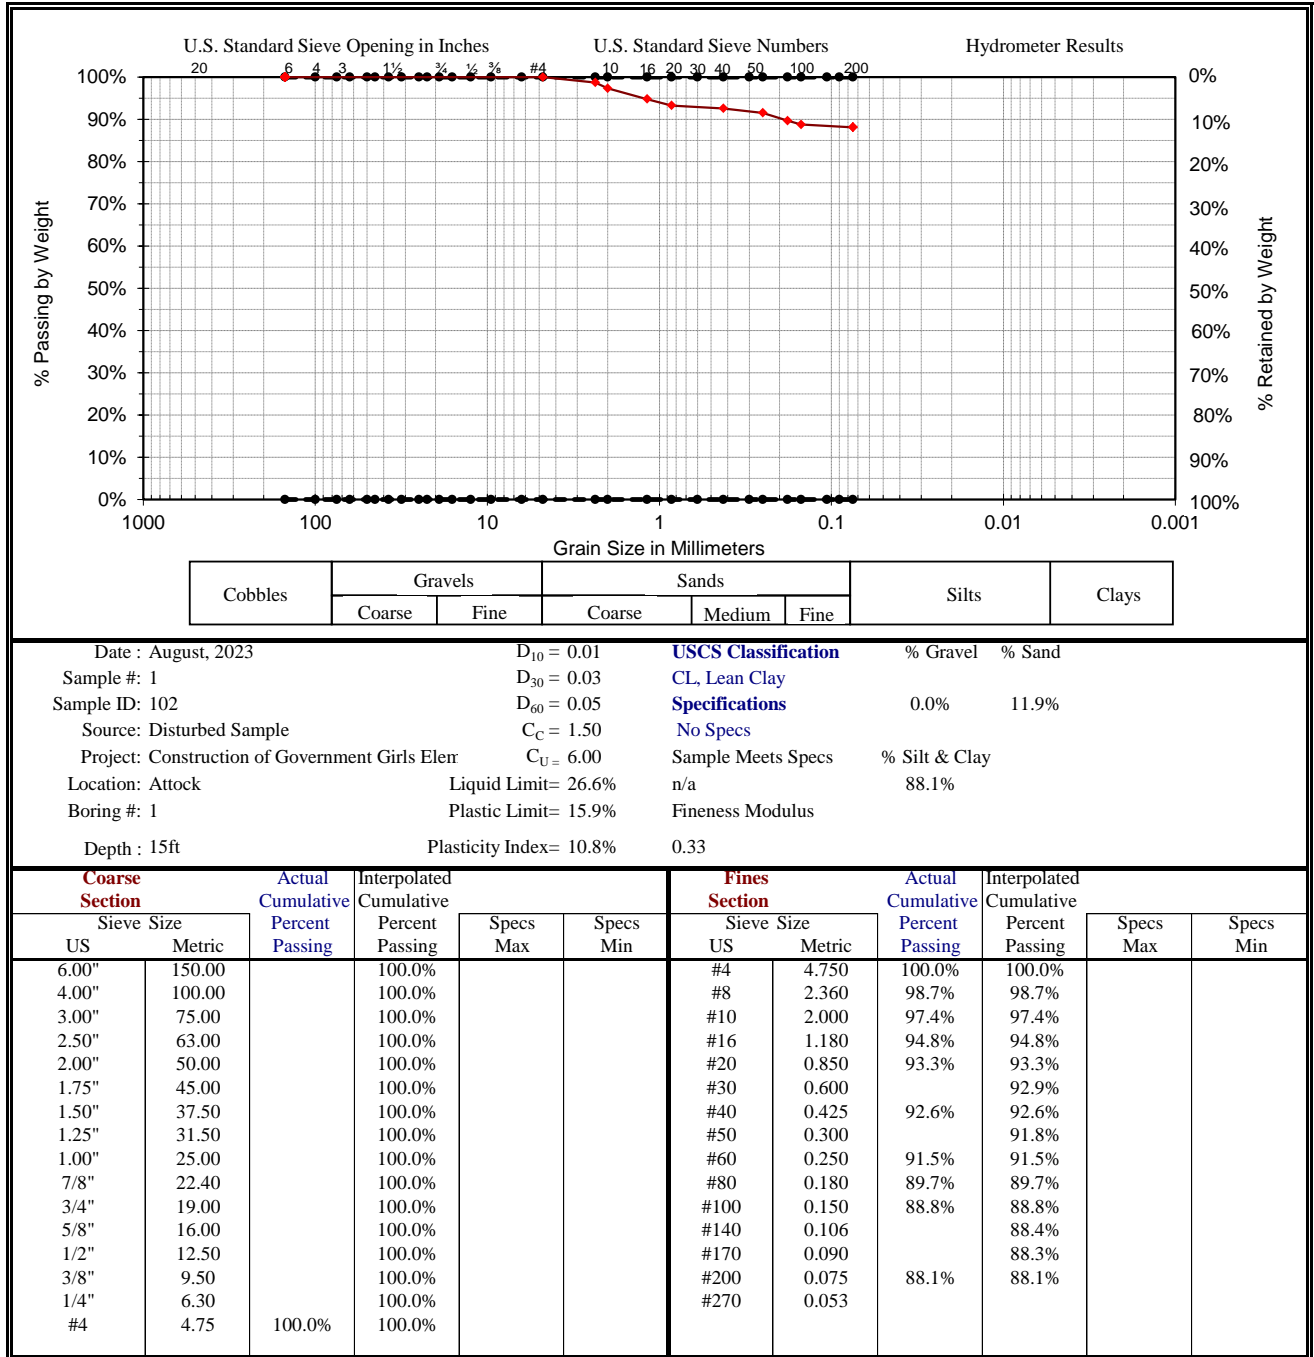 U.S. Standard Sieve Opening in Inches U.S. Standard Sieve Numbers Hydrometer Results
20 6 4 3 1½ ¾ ½ ⅜ #4 10 16 20 30 40 50 100 200
100% 0%
90% 10%
80% 20%
70% 30%
60% 40%
50% 50%
40% 60%
30% 70%
20% 80%
10% 90%
0% 100%
% Passing by Weight
% Retained by Weight
1000 100 10 1 0.1 0.01 0.001
Grain Size in Millimeters
Cobbles Gravels Sands Silts Clays
Coarse Fine Coarse Medium Fine
Date : August, 2023 D10 = 0.01 USCS Classification % Gravel % Sand
Sample #: 1 D30 = 0.03 CL, Lean Clay
Sample ID: 102 D60 = 0.05 Specifications 0.0% 11.9%
Source: Disturbed Sample CC = 1.50 No Specs
Project: Construction of Government Girls Elem CU = 6.00 Sample Meets Specs % Silt & Clay
Location: Attock Liquid Limit= 26.6% n/a 88.1%
Boring #: 1 Plastic Limit= 15.9% Fineness Modulus
Depth : 15ft Plasticity Index= 10.8% 0.33
Coarse Actual Interpolated Fines Actual Interpolated
Section Cumulative Cumulative Section Cumulative Cumulative
Sieve Size Percent Percent Specs Specs Sieve Size Percent Percent Specs Specs
US Metric Passing Passing Max Min US Metric Passing Passing Max Min
6.00" 150.00 100.0% #4 4.750 100.0% 100.0%
4.00" 100.00 100.0% #8 2.360 98.7% 98.7%
3.00" 75.00 100.0% #10 2.000 97.4% 97.4%
2.50" 63.00 100.0% #16 1.180 94.8% 94.8%
2.00" 50.00 100.0% #20 0.850 93.3% 93.3%
1.75" 45.00 100.0% #30 0.600 92.9%
1.50" 37.50 100.0% #40 0.425 92.6% 92.6%
1.25" 31.50 100.0% #50 0.300 91.8%
1.00" 25.00 100.0% #60 0.250 91.5% 91.5%
7/8" 22.40 100.0% #80 0.180 89.7% 89.7%
3/4" 19.00 100.0% #100 0.150 88.8% 88.8%
5/8" 16.00 100.0% #140 0.106 88.4%
1/2" 12.50 100.0% #170 0.090 88.3%
3/8" 9.50 100.0% #200 0.075 88.1% 88.1%
1/4" 6.30 100.0% #270 0.053
#4 4.75 100.0% 100.0%